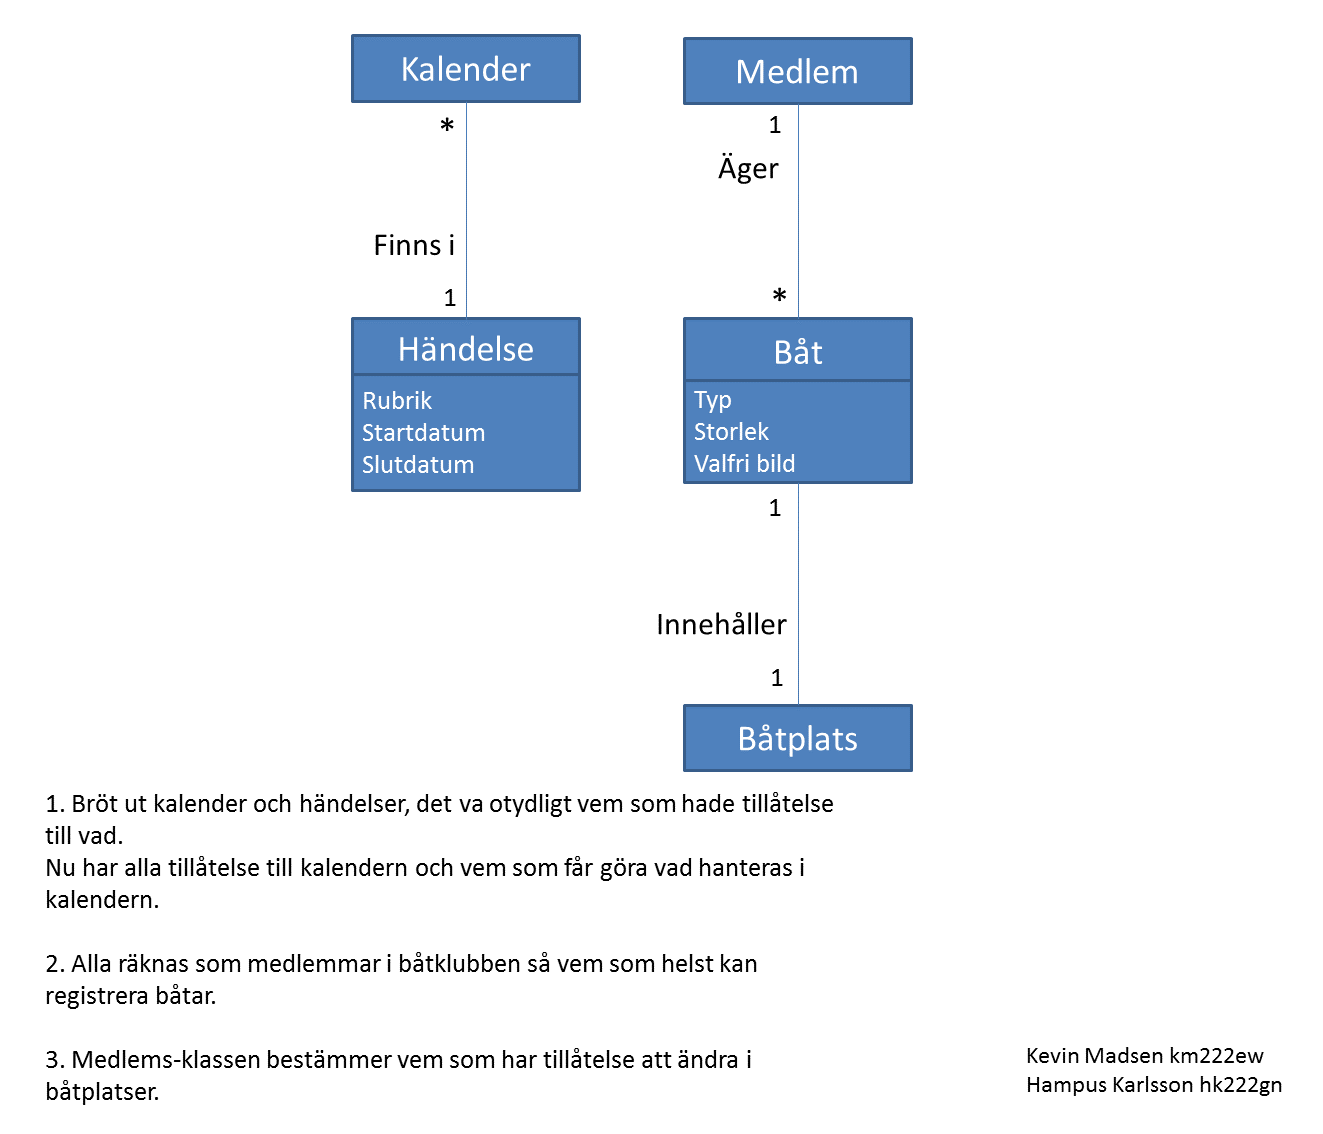 Kalender
*
Finns i
1
Händelse
Rubrik
Startdatum
Slutdatum
Medlem
1
Äger
*
Båt
Typ
Storlek
Valfri bild
1
Innehåller
1
Båtplats
1. Bröt ut kalender och händelser, det va otydligt vem som hade tillåtelse
till vad.
Nu har alla tillåtelse till kalendern och vem som får göra vad hanteras i
kalendern.
2. Alla räknas som medlemmar i båtklubben så vem som helst kan
registrera båtar.
3. Medlems-klassen bestämmer vem som har tillåtelse att ändra i
båtplatser.
Kevin Madsen km222ew
Hampus Karlsson hk222gn